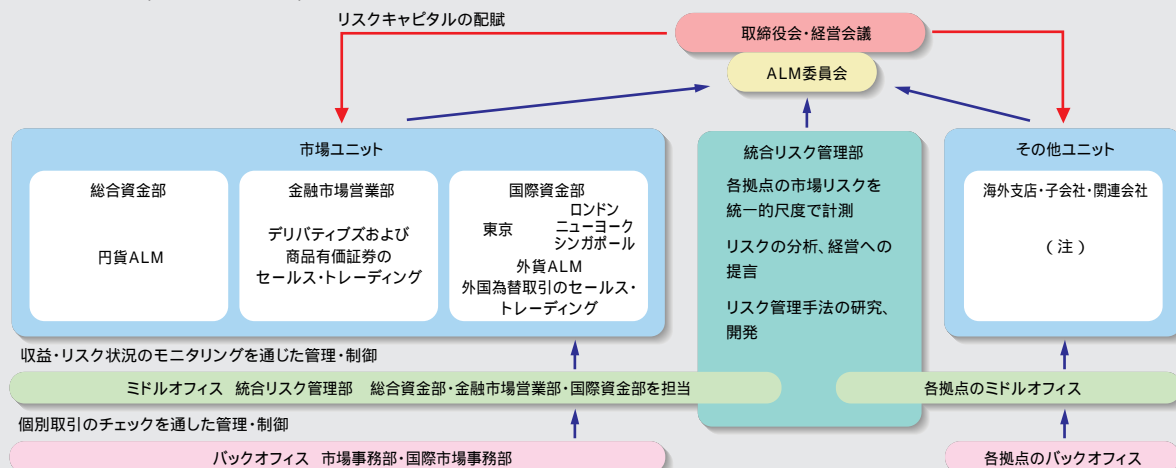 リスクキャピタルの配賦
取締役会・経営会議
ALM委員会
市場ユニット
総合資金部
円貨ALM
金融市場営業部
デリバティブズおよび
商品有価証券の
セールス・トレーディング
国際資金部
東京
ロンドン
ニューヨーク
シンガポール
外貨ALM
外国為替取引のセールス・
トレーディング
統合リスク管理部
各拠点の市場リスクを
統一的尺度で計測
リスクの分析、経営への
提言
リスク管理手法の研究、
開発
その他ユニット
海外支店・子会社・関連会社
（注）
収益・リスク状況のモニタリングを通じた管理・制御
ミドルオフィス 統合リスク管理部 総合資金部・金融市場営業部・国際資金部を担当
各拠点のミドルオフィス
個別取引のチェックを通した管理・制御
バックオフィス 市場事務部・国際市場事務部
各拠点のバックオフィス